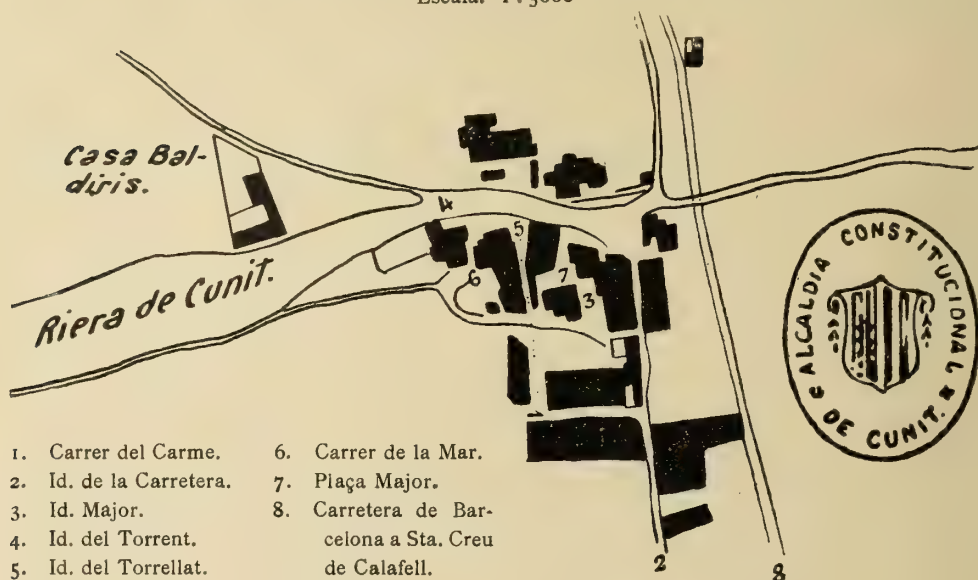 Escala: 1 : 5000
Casa Bal-
diris.
Riera de Cunit.
4
5
6
7
3
2
8
ALCALDIA CONSTITUCIONAL
DE CUNIT.
1. Carrer del Carme.
2. Id. de la Carretera.
3. Id. Major.
4. Id. del Torrent.
5. Id. del Torrellat.
6. Carrer de la Mar.
7. Plaça Major.
8. Carretera de Bar-
celona a Sta. Creu
de Calafell.